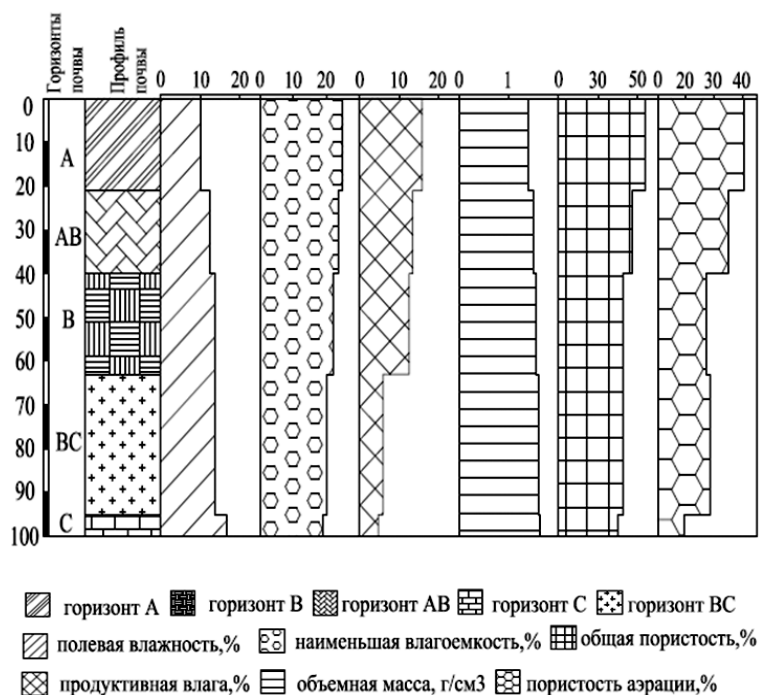 Горизонты почвы
Профиль почвы
0 10 20 0 10 20 0 10 20 0 1 0 30 50 0 20 30 40
0
10
A
20
30
AB
40
50
B
60
70
80
BC
90
C
100
горизонт A горизонт B горизонт AB горизонт C горизонт BC
полевая влажность,% наименьшая влагоемкость,% общая пористость,%
продуктивная влага,% объемная масса, г/см3 пористость аэрации,%